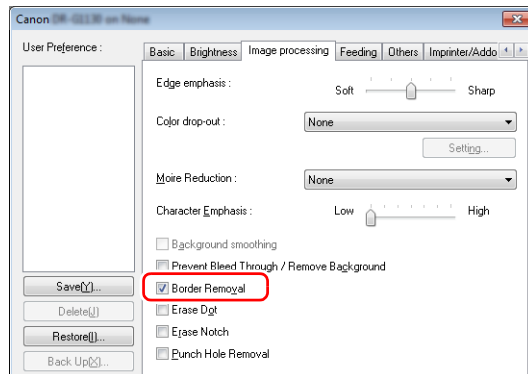 Canon DR-G1130 on None
User Preference :
Basic Brightness Image processing Feeding Others Imprinter/Addo
Edge emphasis : Soft Sharp
Color drop-out : None
Setting...
Moire Reduction : None
Character Emphasis : Low High
Background smoothing
Prevent Bleed Through / Remove Background
Save(Y)... Border Removal
Delete(J) Erase Dot
Restore(I)... Erase Notch
Back Up(X)... Punch Hole Removal